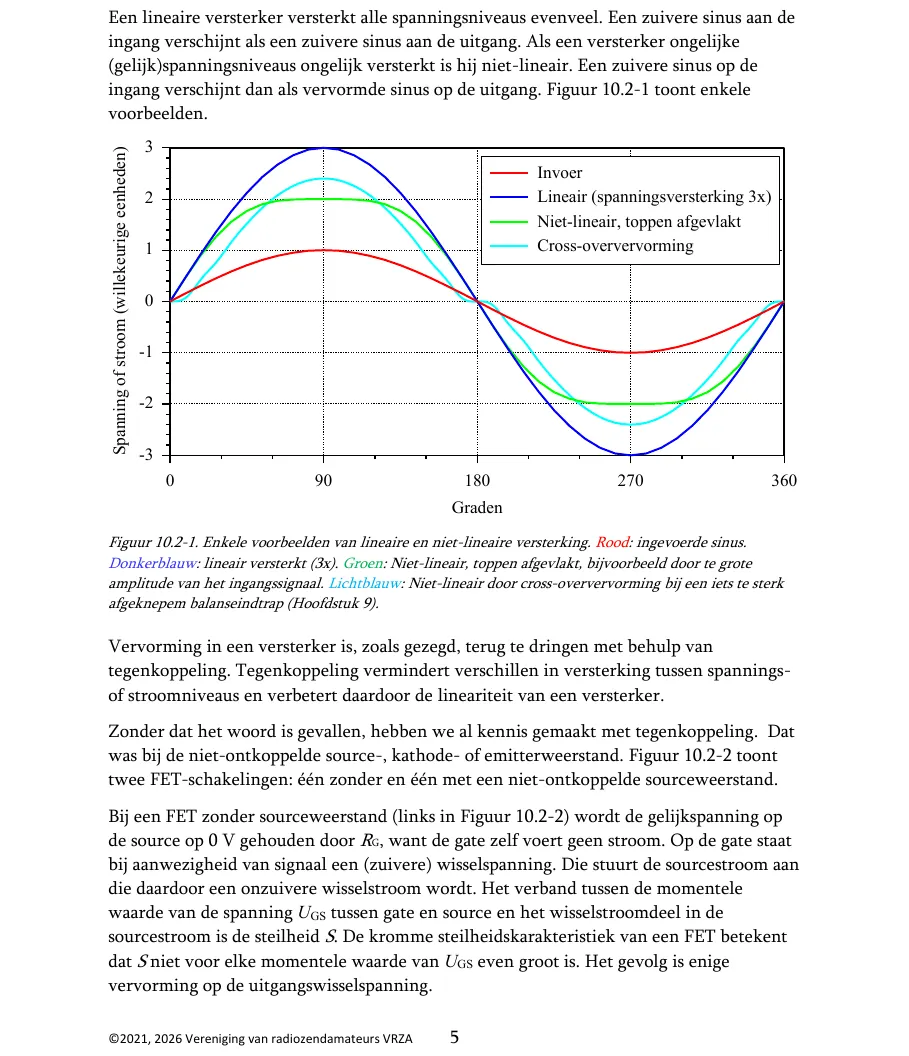 Een lineaire versterker versterkt alle spanningsniveaus evenveel. Een zuivere sinus aan de
ingang verschijnt als een zuivere sinus aan de uitgang. Als een versterker ongelijke
(gelijk)spanningsniveaus ongelijk versterkt is hij niet-lineair. Een zuivere sinus op de
ingang verschijnt dan als vervormde sinus op de uitgang. Figuur 10.2-1 toont enkele
voorbeelden.
Spanning of stroom (willekeurige eenheden)
3
2
1
0
-1
-2
-3
Invoer
Lineair (spanningsversterking 3x)
Niet-lineair, toppen afgevlakt
Cross-oververvorming
0 90 180 270 360
Graden
Figuur 10.2-1. Enkele voorbeelden van lineaire en niet-lineaire versterking. Rood: ingevoerde sinus.
Donkerblauw: lineair versterkt (3x). Groen: Niet-lineair, toppen afgevlakt, bijvoorbeeld door te grote
amplitude van het ingangssignaal. Lichtblauw: Niet-lineair door cross-oververvorming bij een iets te sterk
afgeknepem balanseindtrap (Hoofdstuk 9).
Vervorming in een versterker is, zoals gezegd, terug te dringen met behulp van
tegenkoppeling. Tegenkoppeling vermindert verschillen in versterking tussen spannings-
of stroomniveaus en verbetert daardoor de lineariteit van een versterker.
Zonder dat het woord is gevallen, hebben we al kennis gemaakt met tegenkoppeling.  Dat
was bij de niet-ontkoppelde source-, kathode- of emitterweerstand. Figuur 10.2-2 toont
twee FET-schakelingen: één zonder en één met een niet-ontkoppelde sourceweerstand.
Bij een FET zonder sourceweerstand (links in Figuur 10.2-2) wordt de gelijkspanning op
de source op 0 V gehouden door RG, want de gate zelf voert geen stroom. Op de gate staat
bij aanwezigheid van signaal een (zuivere) wisselspanning. Die stuurt de sourcestroom aan
die daardoor een onzuivere wisselstroom wordt. Het verband tussen de momentele
waarde van de spanning UGS tussen gate en source en het wisselstroomdeel in de
sourcestroom is de steilheid S. De kromme steilheidskarakteristiek van een FET betekent
dat S niet voor elke momentele waarde van UGS even groot is. Het gevolg is enige
vervorming op de uitgangswisselspanning.
©2021, 2026 Vereniging van radiozendamateurs VRZA 5